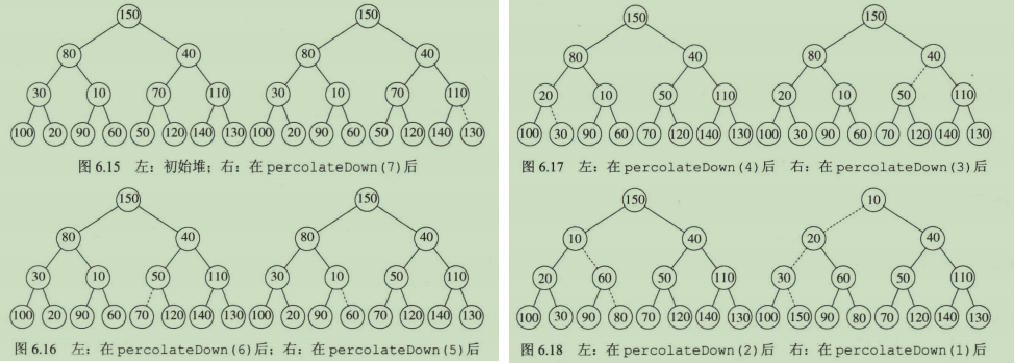 150 150
80 40 80 40
30 10 70 110 30 10 70 110
100 20 90 60 50 120 140 130 100 20 90 60 50 120 140 130
图 6.15 左：初始堆；右：在 percolateDown(7)后
150 150
80 40 80 40
30 10 50 110 30 10 50 110
100 20 90 60 70 120 140 130 100 20 90 60 70 120 140 130
图 6.16 左：在 percolateDown(6)后；右：在 percolateDown(5)后
150 150
80 40 80 40
20 10 50 110 20 10 50 110
100 30 90 60 70 120 140 130 100 30 90 60 70 120 140 130
图 6.17 左：在 percolateDown(4)后 右：在 percolateDown(3)后
150 10
10 40 20 40
20 60 50 110 30 60 50 110
100 30 90 80 70 120 140 130 100 150 90 80 70 120 140 130
图 6.18 左：在 percolateDown(2)后 右：在 percolateDown(1)后